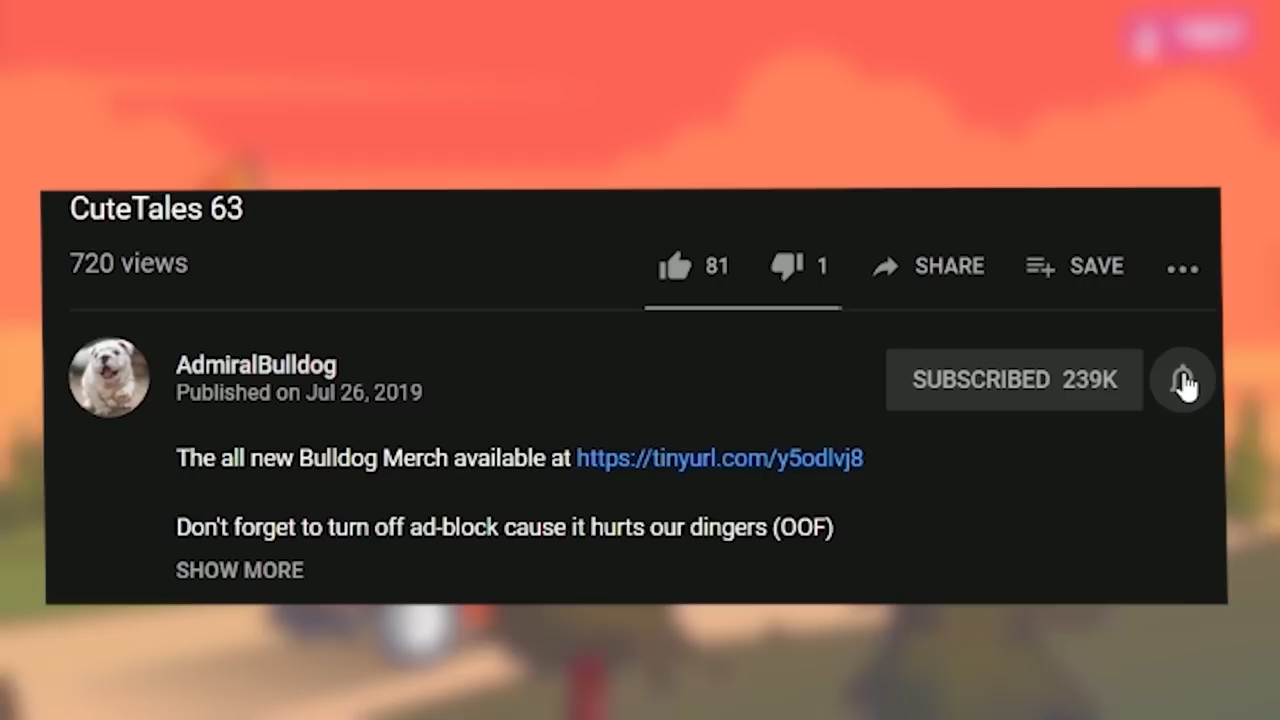 CuteTales 63
720 views
81 1 SHARE SAVE
AdmiralBulldog
Published on Jul 26, 2019
SUBSCRIBED 239K
The all new Bulldog Merch available at https://tinyurl.com/y5odlvj8
Don't forget to turn off ad-block cause it hurts our dingers (OOF)
SHOW MORE